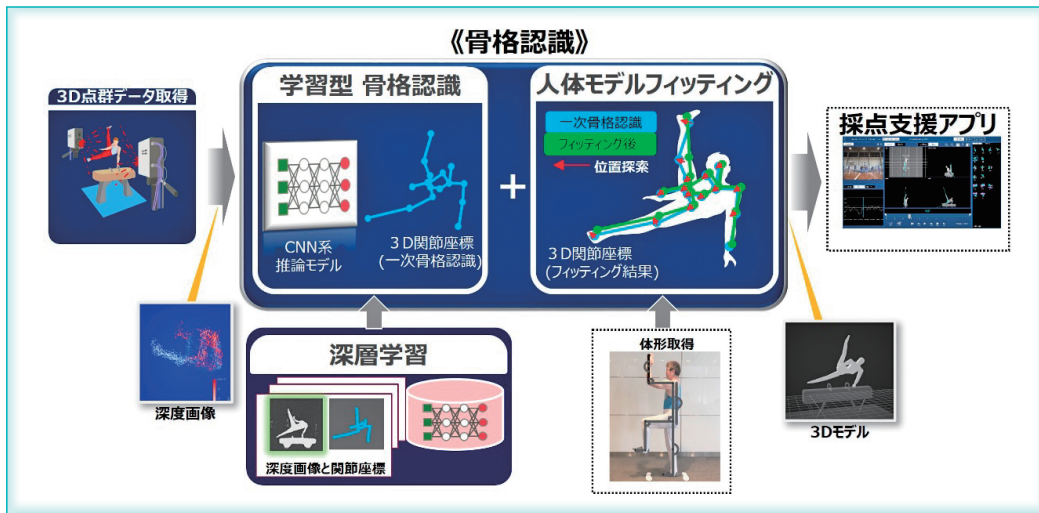 《骨格認識》
3D点群データ取得
学習型 骨格認識
CNN系
推論モデル
3D関節座標
(一次骨格認識)
+
人体モデルフィッティング
一次骨格認識
フィッティング後
位置探索
3D関節座標
(フィッティング結果)
採点支援アプリ
深度画像
深層学習
深度画像と関節座標
体形取得
3Dモデル